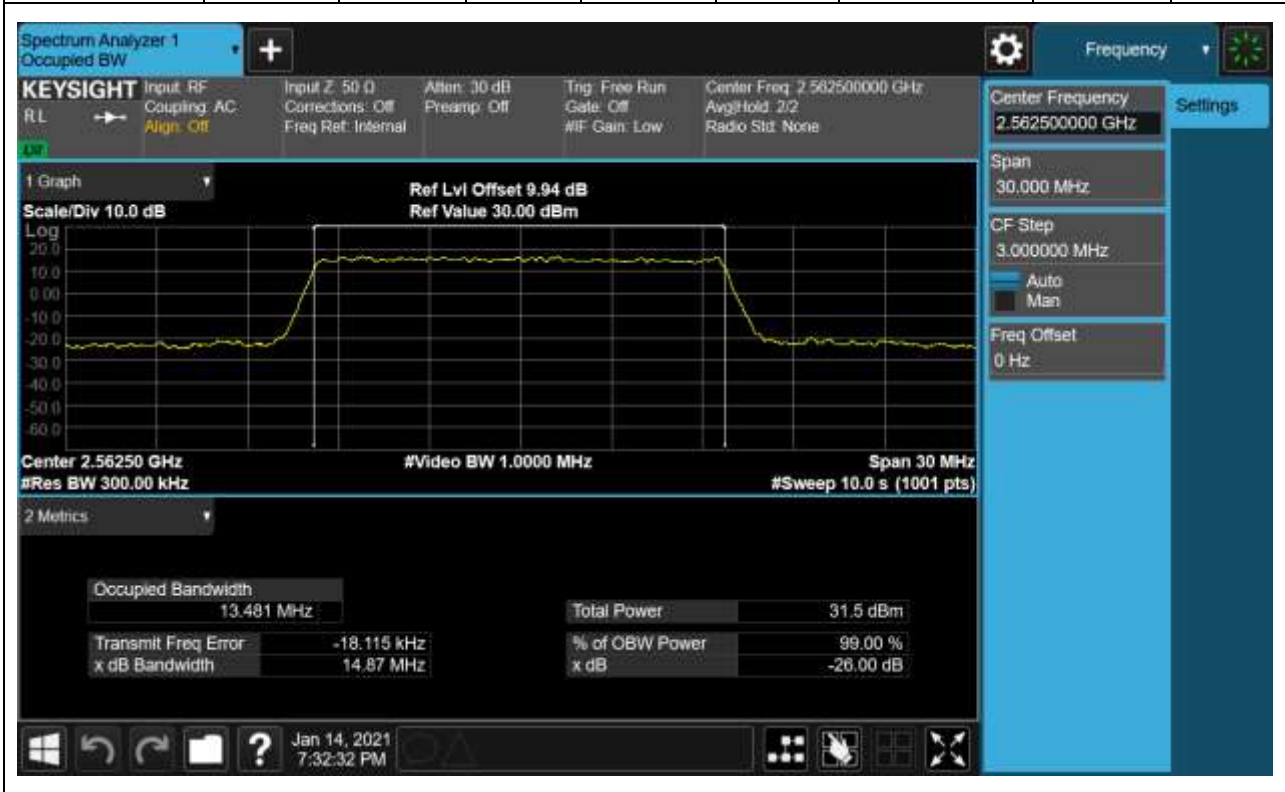 Spectrum Analyzer 1
Occupied BW
+
Frequency
KEYSIGHT
RL
Input: RF
Coupling: AC
Align: Off
Input Z: 50 Ω
Corrections: Off
Freq Ref: Internal
Atten: 30 dB
Preamp: Off
Trig: Free Run
Gate: Off
#IF Gain: Low
Center Freq: 2.562500000 GHz
Avg|Hold: 2/2
Radio Std: None
Center Frequency
2.562500000 GHz
Settings
Span
30.000 MHz
CF Step
3.000000 MHz
Auto
Man
Freq Offset
0 Hz
1 Graph
Scale/Div 10.0 dB
Ref Lvl Offset 9.94 dB
Ref Value 30.00 dBm
Log
20.0
10.0
0.00
-10.0
-20.0
-30.0
-40.0
-50.0
-60.0
Center 2.56250 GHz
#Video BW 1.0000 MHz
Span 30 MHz
#Res BW 300.00 kHz
#Sweep 10.0 s (1001 pts)
2 Metrics
Occupied Bandwidth
13.481 MHz
Total Power 31.5 dBm
Transmit Freq Error -18.115 kHz
% of OBW Power 99.00 %
x dB Bandwidth 14.87 MHz
x dB -26.00 dB
?
Jan 14, 2021
7:32:32 PM